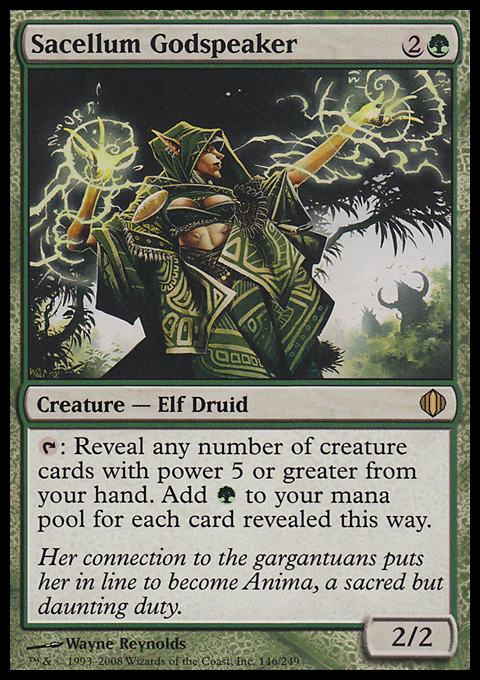 Sacellum Godspeaker 2
Creature — Elf Druid
: Reveal any number of creature
cards with power 5 or greater from
your hand. Add to your mana
pool for each card revealed this way.
Her connection to the gargantuans puts
her in line to become Anima, a sacred but
daunting duty.
2/2
Wayne Reynolds
™ & © 1993–2008 Wizards of the Coast, Inc. 146/249